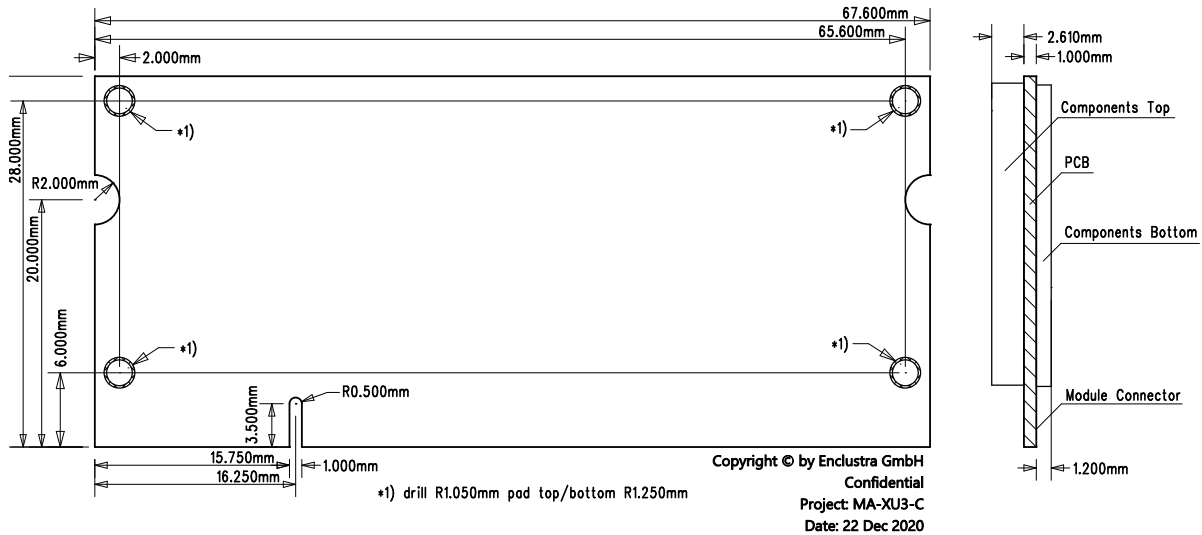 67.600mm
65.600mm
2.000mm
2.610mm
1.000mm
*1)
*1)
Components Top
28.000mm
R2.000mm
PCB
20.000mm
Components Bottom
6.000mm
*1)
*1)
R0.500mm
3.500mm
Module Connector
15.750mm
1.000mm
16.250mm
1.200mm
*1) drill R1.050mm pad top/bottom R1.250mm
Copyright © by Enclustra GmbH
Confidential
Project: MA-XU3-C
Date: 22 Dec 2020